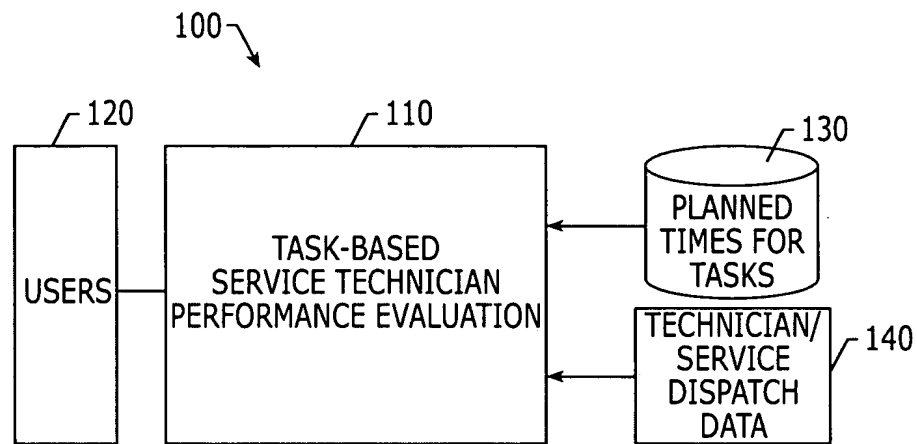 100
120
110
130
USERS
TASK-BASED
SERVICE TECHNICIAN
PERFORMANCE EVALUATION
PLANNED
TIMES FOR
TASKS
TECHNICIAN/
SERVICE
DISPATCH
DATA
140